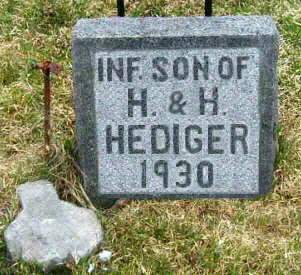 INF. SON OF
H. & H.
HEDIGER
1930